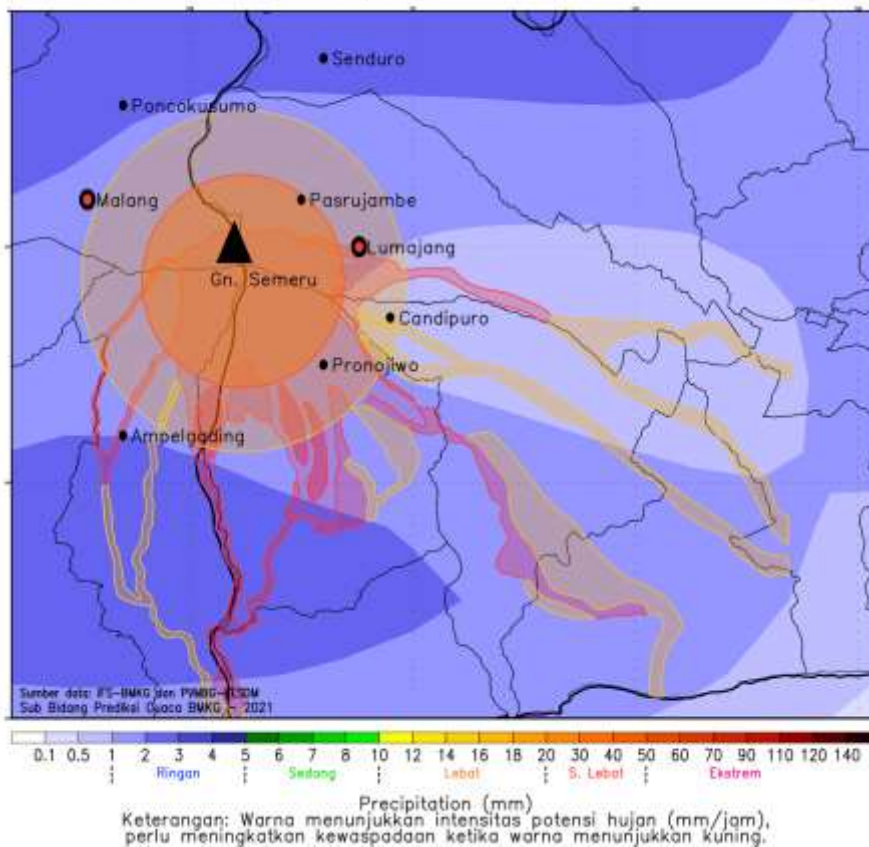 Senduro
Poncokusumo
Malang
Pasrujambe
Lumajang
Gn. Semeru
Candipuro
Pronojiwo
Ampelgading
Sumber data: IFS-BMKG dan PVMBG-ESDM
Sub Bidang Prediksi Cuaca BMKG - 2021
0.1 0.5 1 2 3 4 5 6 7 8 10 12 14 16 18 20 30 40 50 60 70 90 110 120 140
Ringan Sedang Lebat S. Lebat Ekstrem
Precipitation (mm)
Keterangan: Warna menunjukkan intensitas potensi hujan (mm/jam),
perlu meningkatkan kewaspadaan ketika warna menunjukkan kuning.